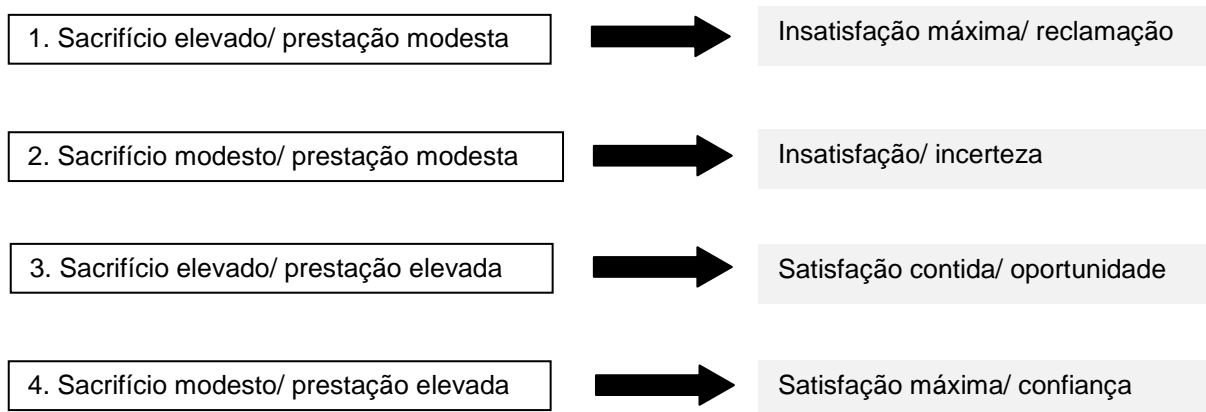 1. Sacrifício elevado/ prestação modesta
Insatisfação máxima/ reclamação
2. Sacrifício modesto/ prestação modesta
Insatisfação/ incerteza
3. Sacrifício elevado/ prestação elevada
Satisfação contida/ oportunidade
4. Sacrifício modesto/ prestação elevada
Satisfação máxima/ confiança